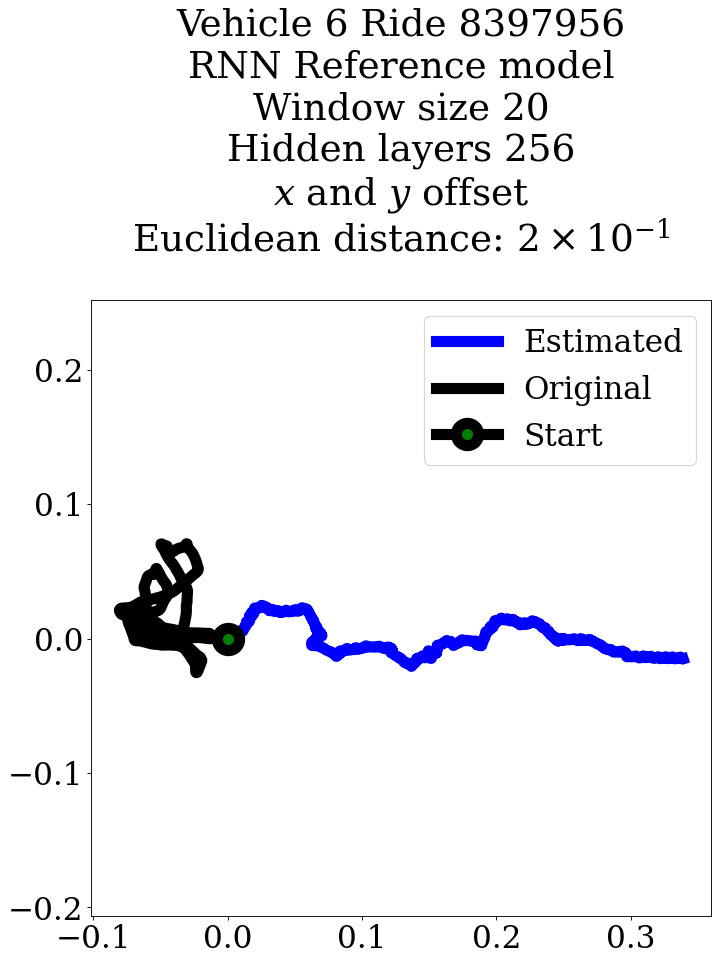 Vehicle 6 Ride 8397956
RNN Reference model
Window size 20
Hidden layers 256
x and y offset
Euclidean distance: 2 × 10⁻¹
Estimated
Original
Start
0.2
0.1
0.0
−0.1
−0.2
−0.1 0.0 0.1 0.2 0.3